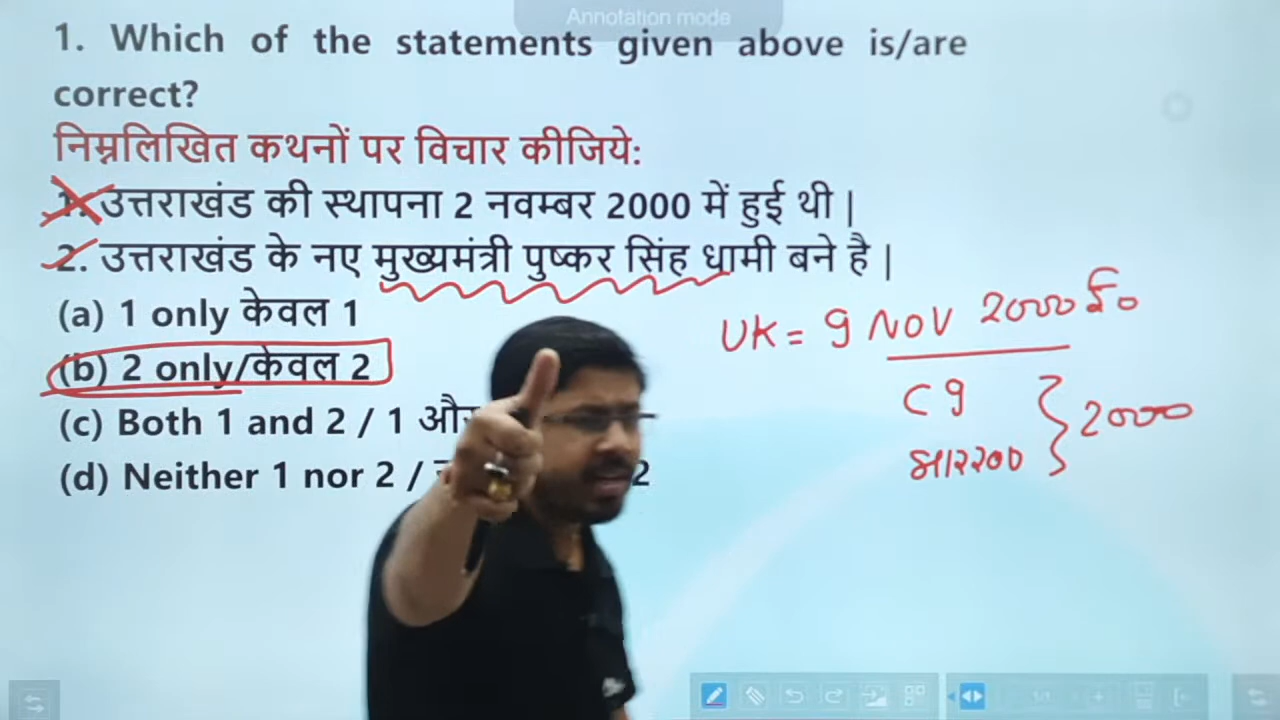 Annotation mode
1. Which of the statements given above is/are
correct?
निम्नलिखित कथनों पर विचार कीजिये:
1. उत्तराखंड की स्थापना 2 नवम्बर 2000 में हुई थी |
2. उत्तराखंड के नए मुख्यमंत्री पुष्कर सिंह धामी बने है |
(a) 1 only केवल 1
(b) 2 only/केवल 2
(c) Both 1 and 2 / 1
(d) Neither 1 nor 2 / 2
UK = 9 NOV 2000 ई०
C g
2000